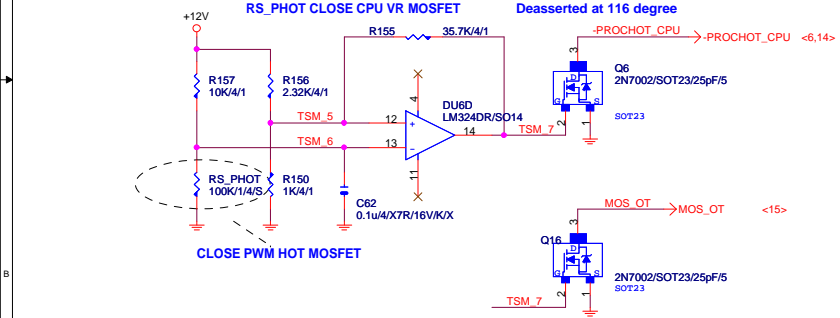 RS_PHOT CLOSE CPU VR MOSFET
Deasserted at 116 degree
+12V
R155
35.7K/4/1
-PROCHOT_CPU
-PROCHOT_CPU <6,14>
3
R157
10K/4/1
R156
2.32K/4/1
Q6
2N7002/SOT23/25pF/5
D
G
S
SOT23
4
DU6D
LM324DR/SO14
TSM_5
12
+
14
TSM_7
2
1
TSM_6
13
-
11
RS_PHOT
100K/1/4/S
R150
1K/4/1
C62
0.1u/4/X7R/16V/K/X
CLOSE PWM HOT MOSFET
MOS_OT
MOS_OT <15>
3
Q16
D
G
S
2N7002/SOT23/25pF/5
SOT23
TSM_7
2
1
B